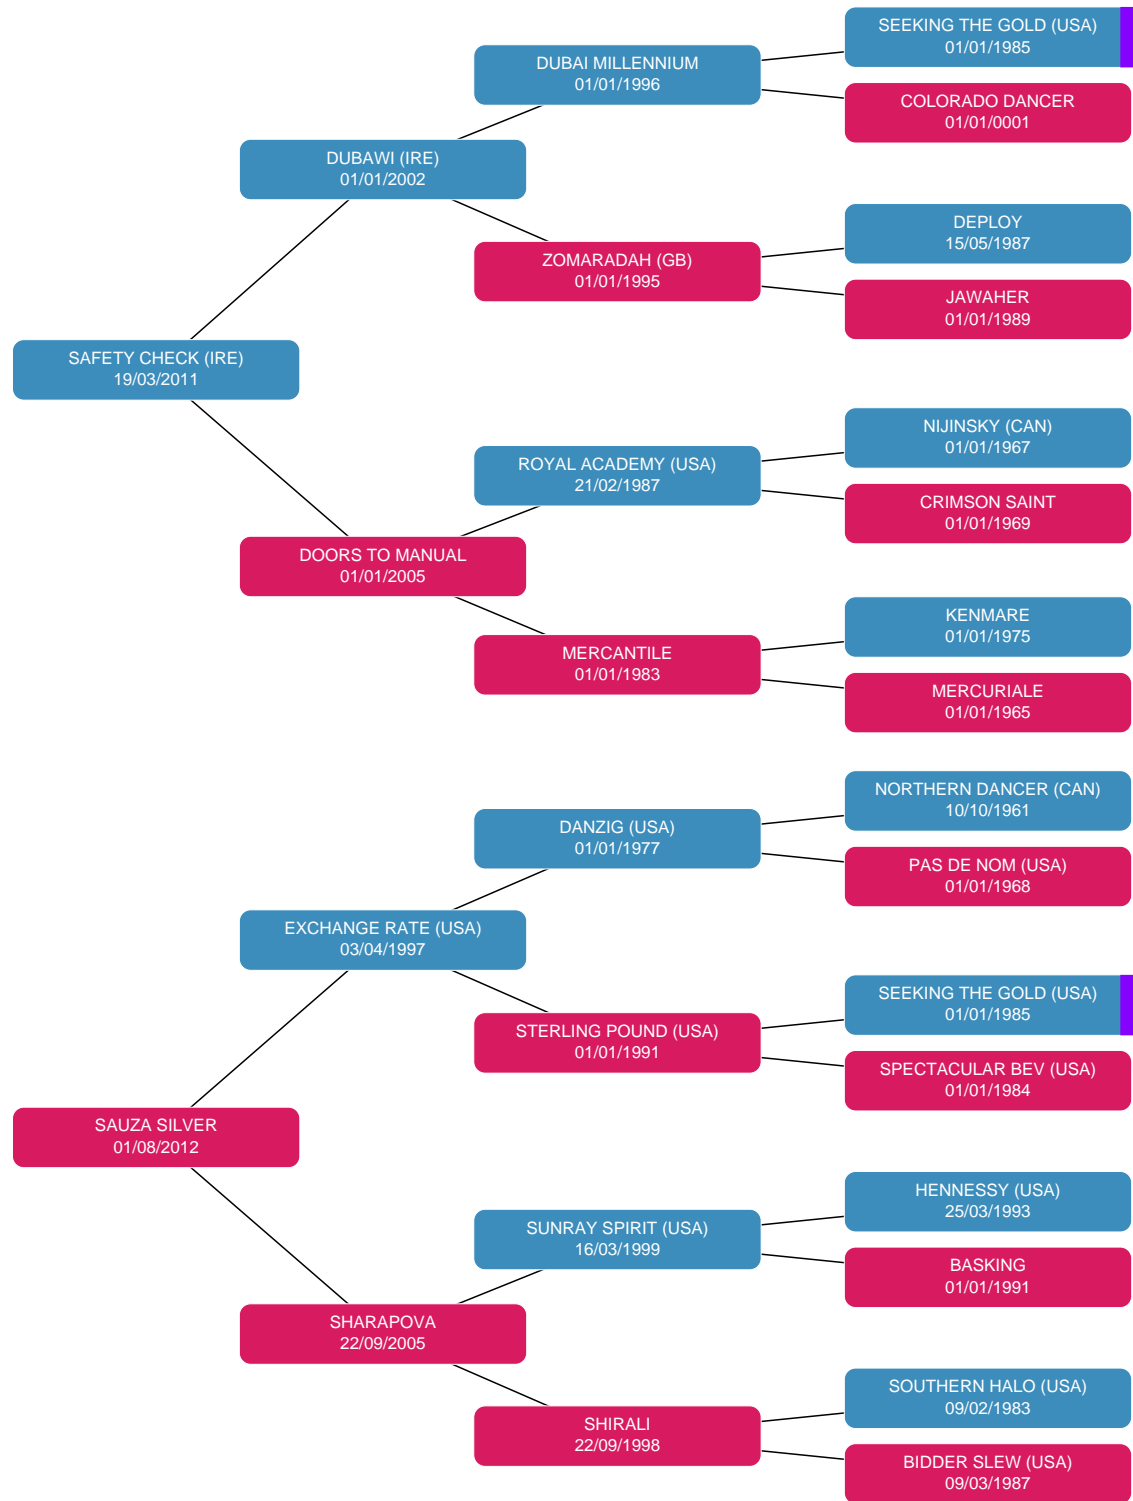 SEEKING THE GOLD (USA)
01/01/1985
DUBAI MILLENNIUM
01/01/1996
COLORADO DANCER
01/01/0001
DUBAWI (IRE)
01/01/2002
DEPLOY
15/05/1987
ZOMARADAH (GB)
01/01/1995
JAWAHER
01/01/1989
SAFETY CHECK (IRE)
19/03/2011
NIJINSKY (CAN)
01/01/1967
ROYAL ACADEMY (USA)
21/02/1987
CRIMSON SAINT
01/01/1969
DOORS TO MANUAL
01/01/2005
KENMARE
01/01/1975
MERCANTILE
01/01/1983
MERCURIALE
01/01/1965
NORTHERN DANCER (CAN)
10/10/1961
DANZIG (USA)
01/01/1977
PAS DE NOM (USA)
01/01/1968
EXCHANGE RATE (USA)
03/04/1997
SEEKING THE GOLD (USA)
01/01/1985
STERLING POUND (USA)
01/01/1991
SPECTACULAR BEV (USA)
01/01/1984
SAUZA SILVER
01/08/2012
HENNESSY (USA)
25/03/1993
SUNRAY SPIRIT (USA)
16/03/1999
BASKING
01/01/1991
SHARAPOVA
22/09/2005
SOUTHERN HALO (USA)
09/02/1983
SHIRALI
22/09/1998
BIDDER SLEW (USA)
09/03/1987